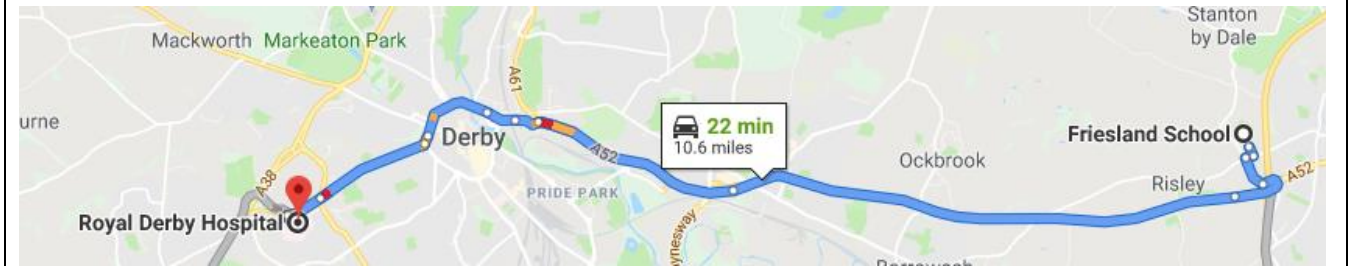 Stanton
by Dale
Mackworth Markeaton Park
A61
urne
22 min
10.6 miles
Derby
Friesland School
A52
Ockbrook
A38
PRIDE PARK
Risley
A52
Royal Derby Hospital